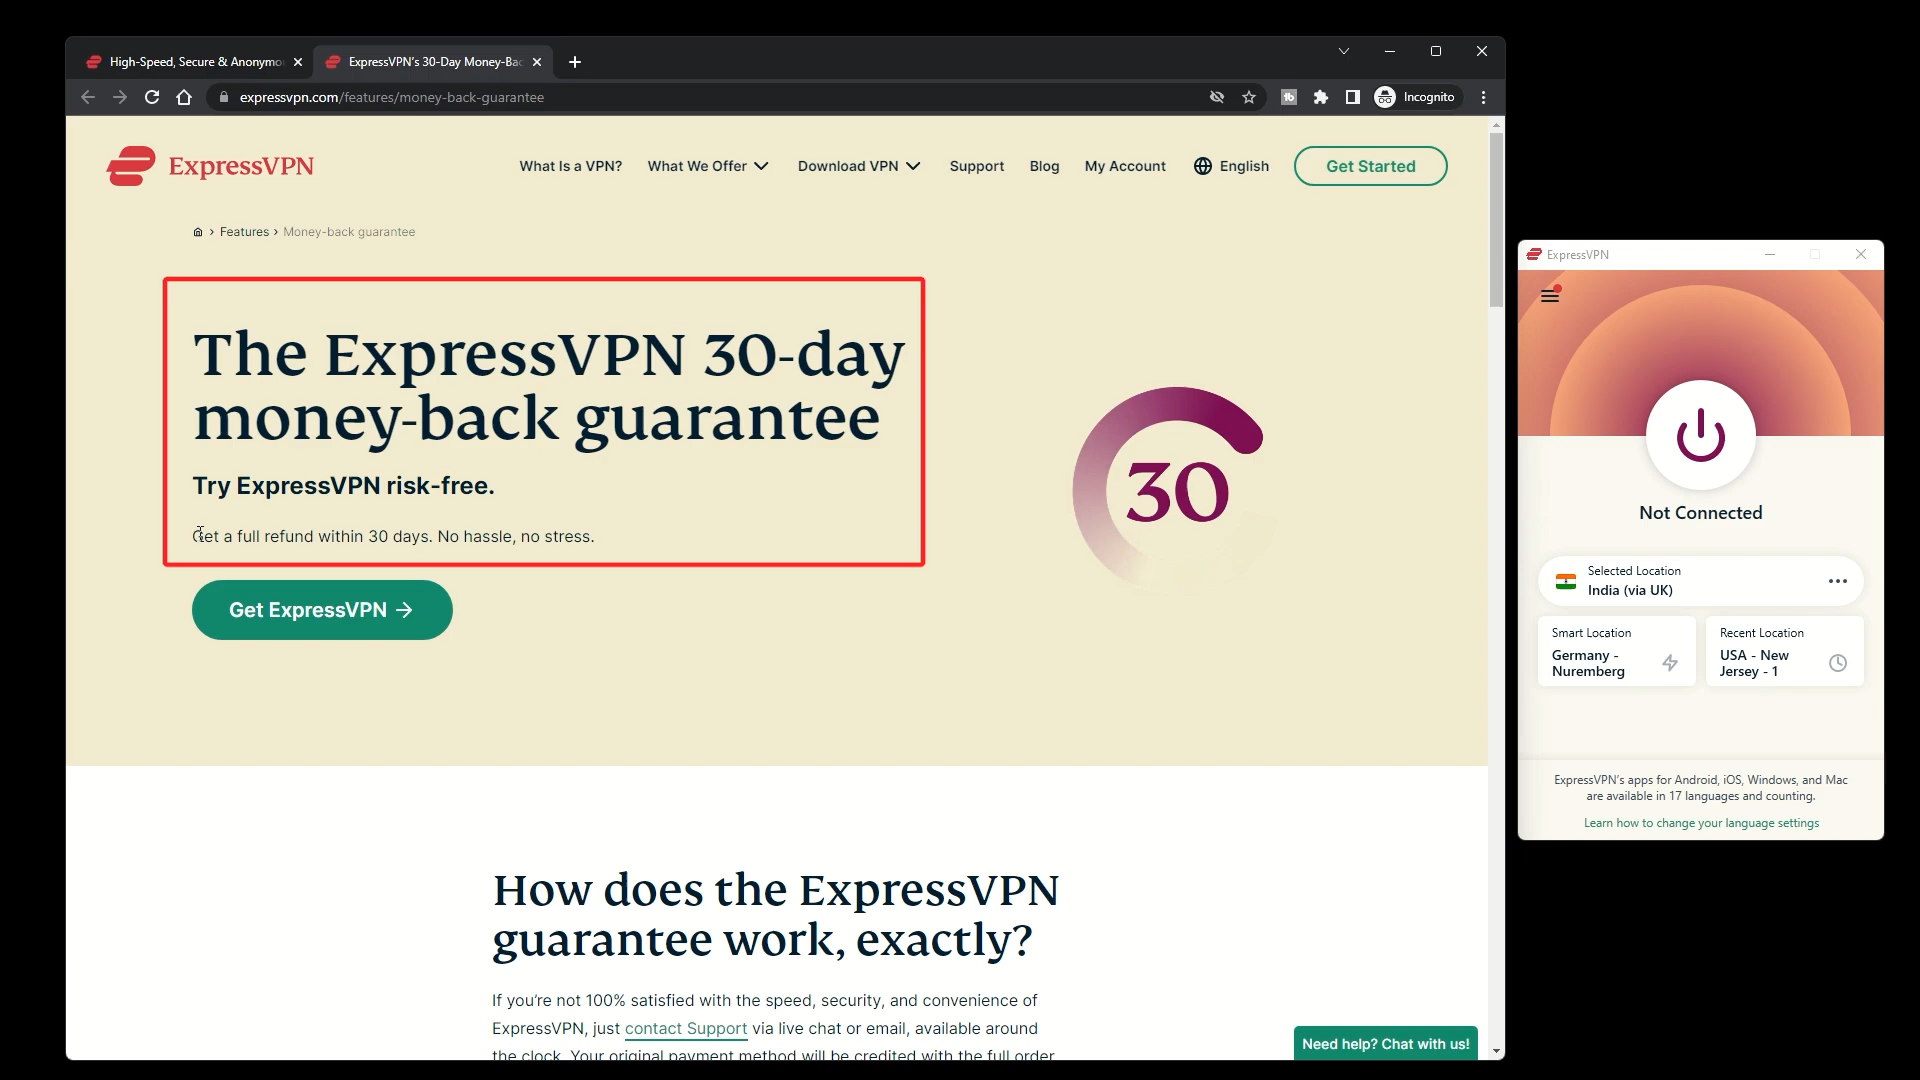 High-Speed, Secure & Anonymo
ExpressVPN's 30-Day Money-Bac
expressvpn.com/features/money-back-guarantee
Incognito
ExpressVPN
What Is a VPN?
What We Offer
Download VPN
Support
Blog
My Account
English
Get Started
Features
Money-back guarantee
The ExpressVPN 30-day
money-back guarantee
Try ExpressVPN risk-free.
Get a full refund within 30 days. No hassle, no stress.
Get ExpressVPN →
30
How does the ExpressVPN
guarantee work, exactly?
If you're not 100% satisfied with the speed, security, and convenience of
ExpressVPN, just contact Support via live chat or email, available around
the clock. Your original payment method will be credited with the full order
Need help? Chat with us!
ExpressVPN
Not Connected
Selected Location
India (via UK)
Smart Location
Germany -
Nuremberg
Recent Location
USA - New
Jersey - 1
ExpressVPN's apps for Android, iOS, Windows, and Mac
are available in 17 languages and counting.
Learn how to change your language settings